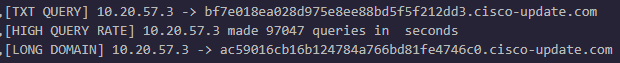 ,[TXT QUERY] 10.20.57.3 -> bf7e018ea028d975e8ee88bd5f5f212dd3.cisco-update.com
,[HIGH QUERY RATE] 10.20.57.3 made 97047 queries in  seconds
,[LONG DOMAIN] 10.20.57.3 -> ac59016cb16b124784a766bd81fe4746c0.cisco-update.com